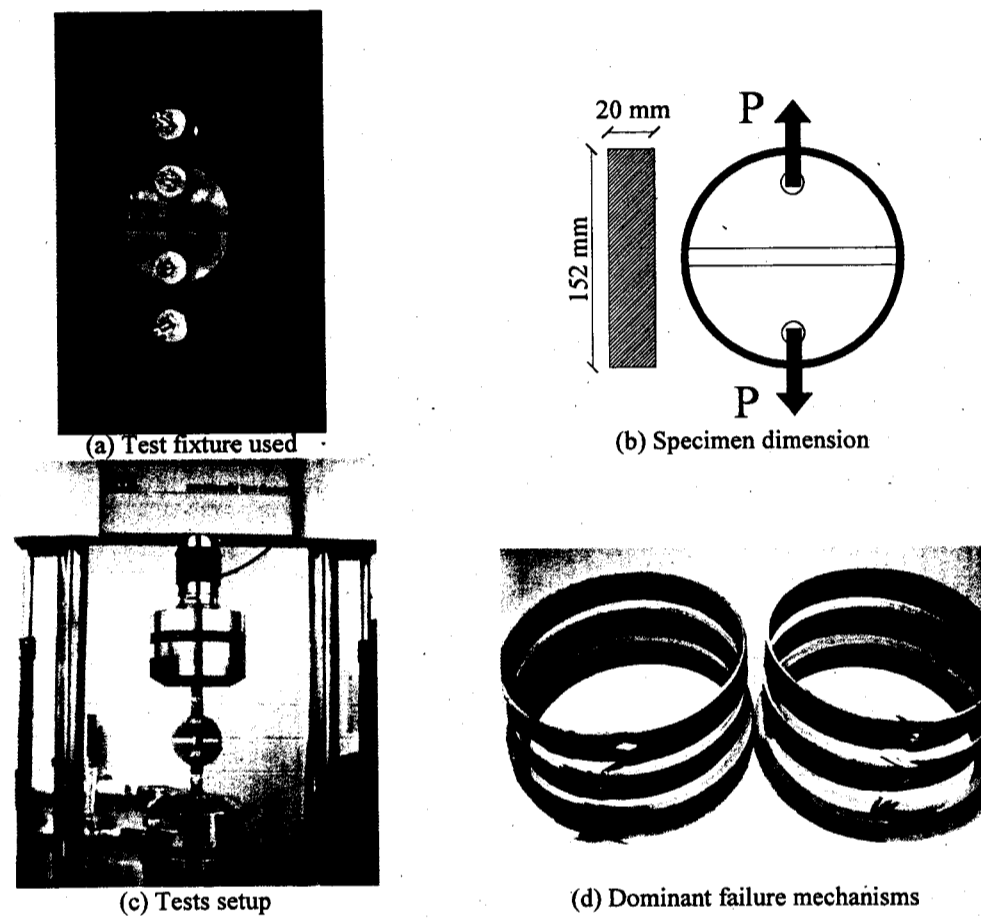 20 mm
P
152 mm
P
(a) Test fixture used
(b) Specimen dimension
(c) Tests setup
(d) Dominant failure mechanisms